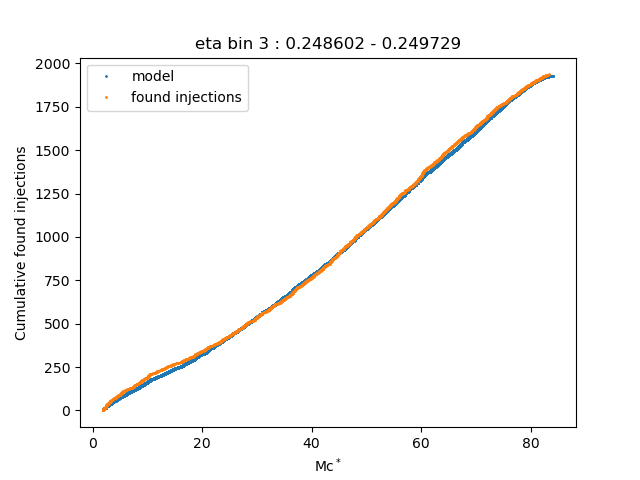 eta bin 3 : 0.248602 - 0.249729
model
found injections
Cumulative found injections
2000
1750
1500
1250
1000
750
500
250
0
0 20 40 60 80
Mc*